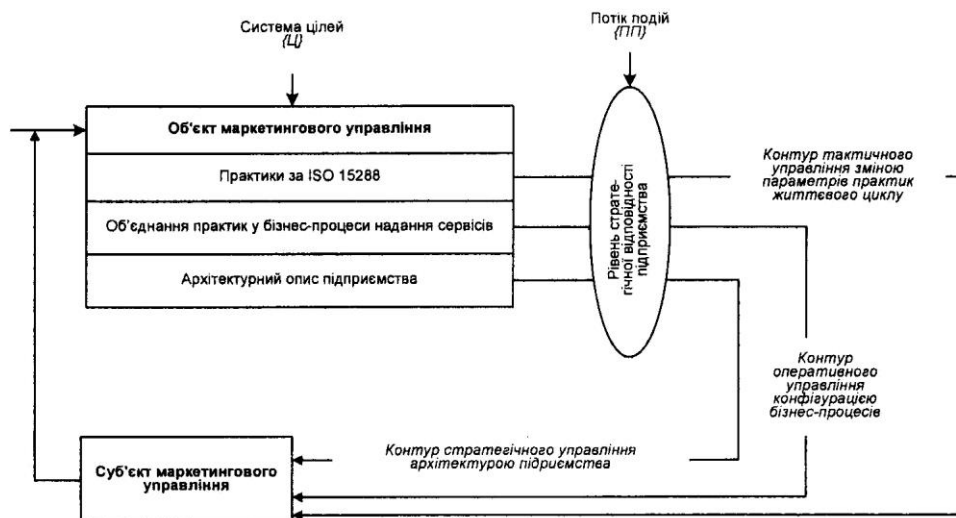 Система цілей
{Ц}
Потік подій
{ПП}
Об'єкт маркетингового управління
Практики за ISO 15288
Об'єднання практик у бізнес-процеси надання сервісів
Архітектурний опис підприємства
Рівень страте-
гічної відповідності
підприємства
Контур тактичного
управління зміною
параметрів практик
життєвого циклу
Контур
оперативного
управління
конфігурацією
бізнес-процесів
Контур стратегічного управління
архітектурою підриємства
Суб'єкт маркетингового
управління